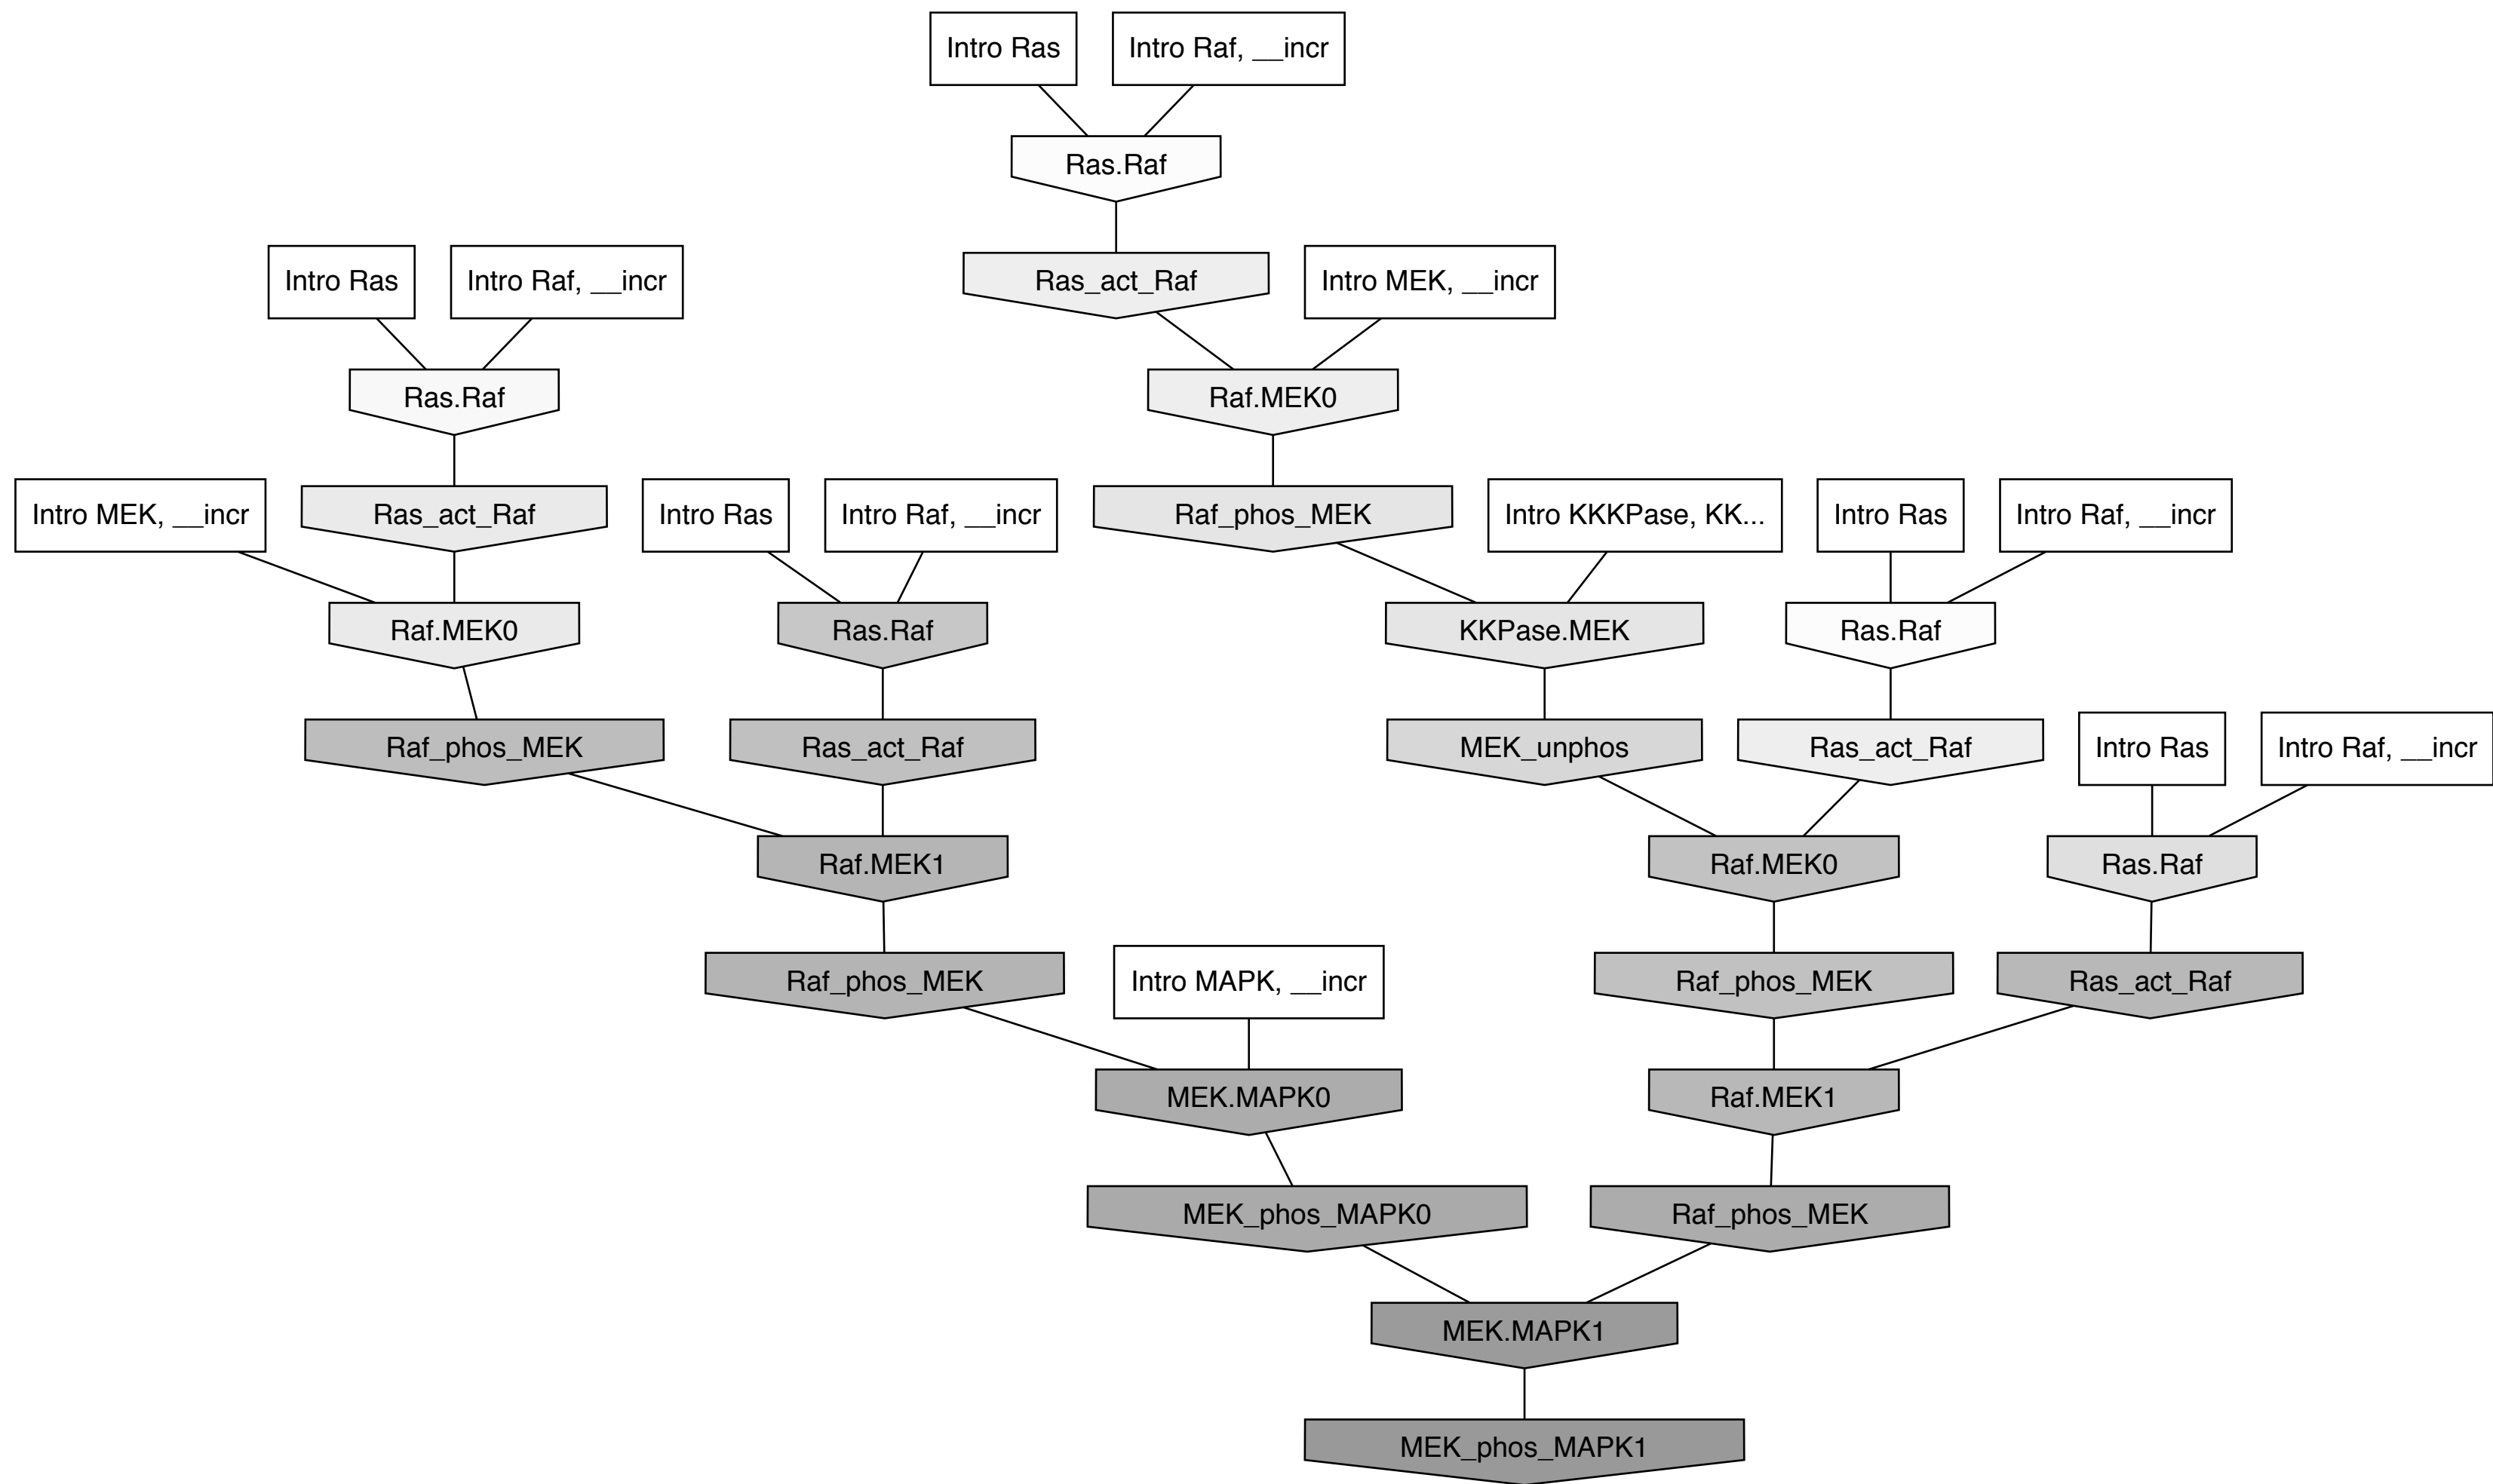 Intro Ras
Intro Raf, __incr
Ras.Raf
Intro Ras
Intro Raf, __incr
Ras_act_Raf
Intro MEK, __incr
Ras.Raf
Raf.MEK0
Intro MEK, __incr
Ras_act_Raf
Intro Ras
Intro Raf, __incr
Raf_phos_MEK
Intro KKKPase, KK...
Intro Ras
Intro Raf, __incr
Raf.MEK0
Ras.Raf
KKPase.MEK
Ras.Raf
Raf_phos_MEK
Ras_act_Raf
MEK_unphos
Ras_act_Raf
Intro Ras
Intro Raf, __incr
Raf.MEK1
Raf.MEK0
Ras.Raf
Raf_phos_MEK
Intro MAPK, __incr
Raf_phos_MEK
Ras_act_Raf
MEK.MAPK0
Raf.MEK1
MEK_phos_MAPK0
Raf_phos_MEK
MEK.MAPK1
MEK_phos_MAPK1